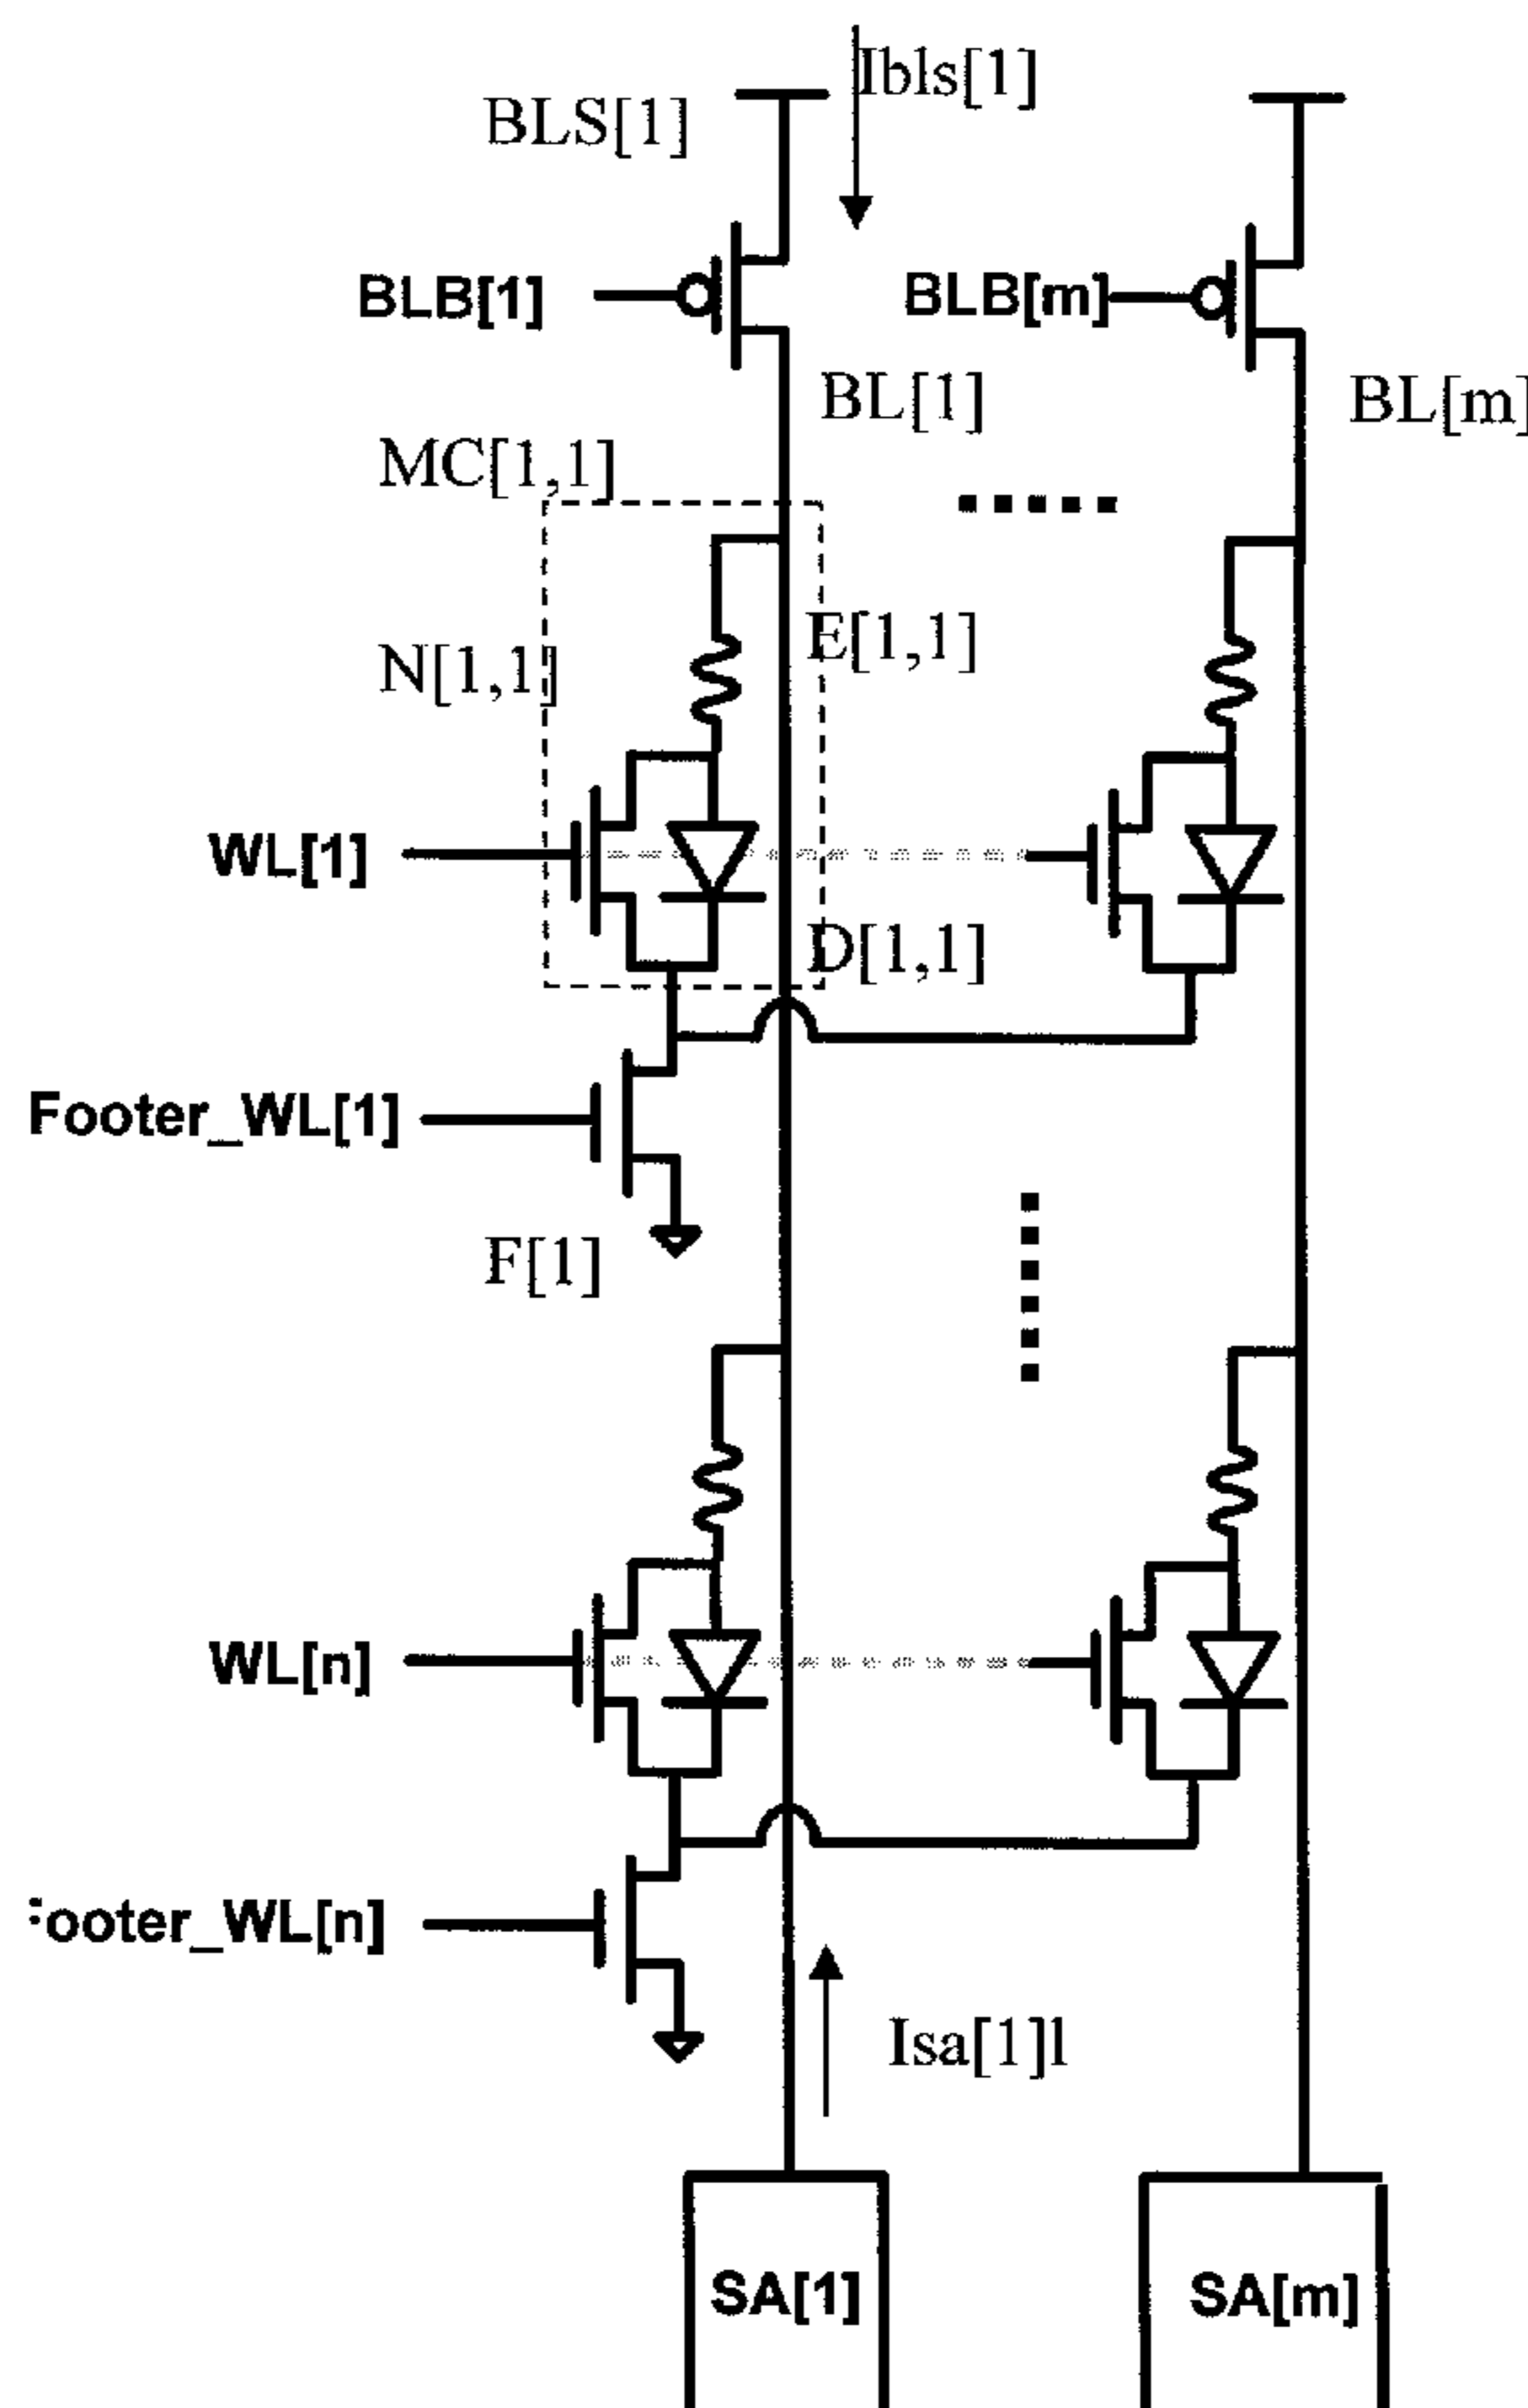 Ibls[1]
BLS[1]
BLB[1]
BLB[m]
BL[1]
BL[m]
MC[1,1]
E[1,1]
N[1,1]
WL[1]
D[1,1]
Footer_WL[1]
F[1]
WL[n]
ooter_WL[n]
Isa[1]l
SA[1]
SA[m]